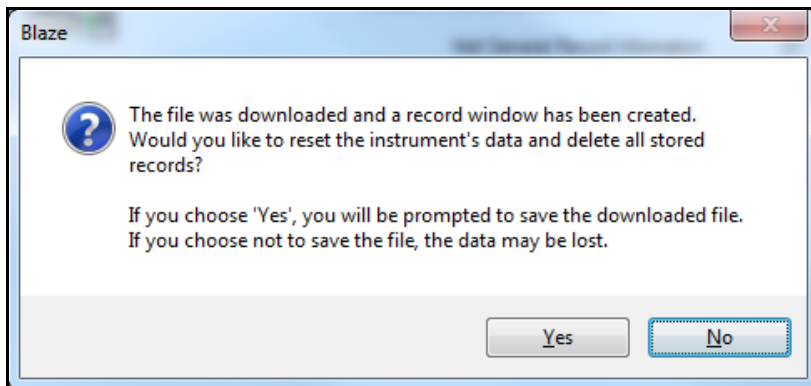 Blaze
The file was downloaded and a record window has been created.
Would you like to reset the instrument's data and delete all stored
records?
If you choose 'Yes', you will be prompted to save the downloaded file.
If you choose not to save the file, the data may be lost.
Yes
No